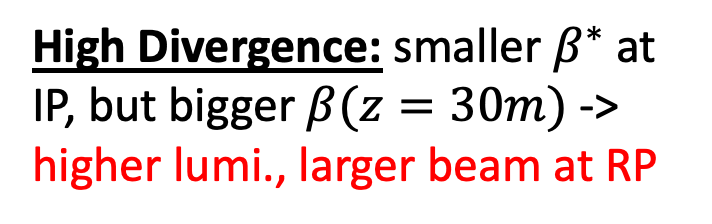 High Divergence: smaller β* at
IP, but bigger β(z = 30m) ->
higher lumi., larger beam at RP